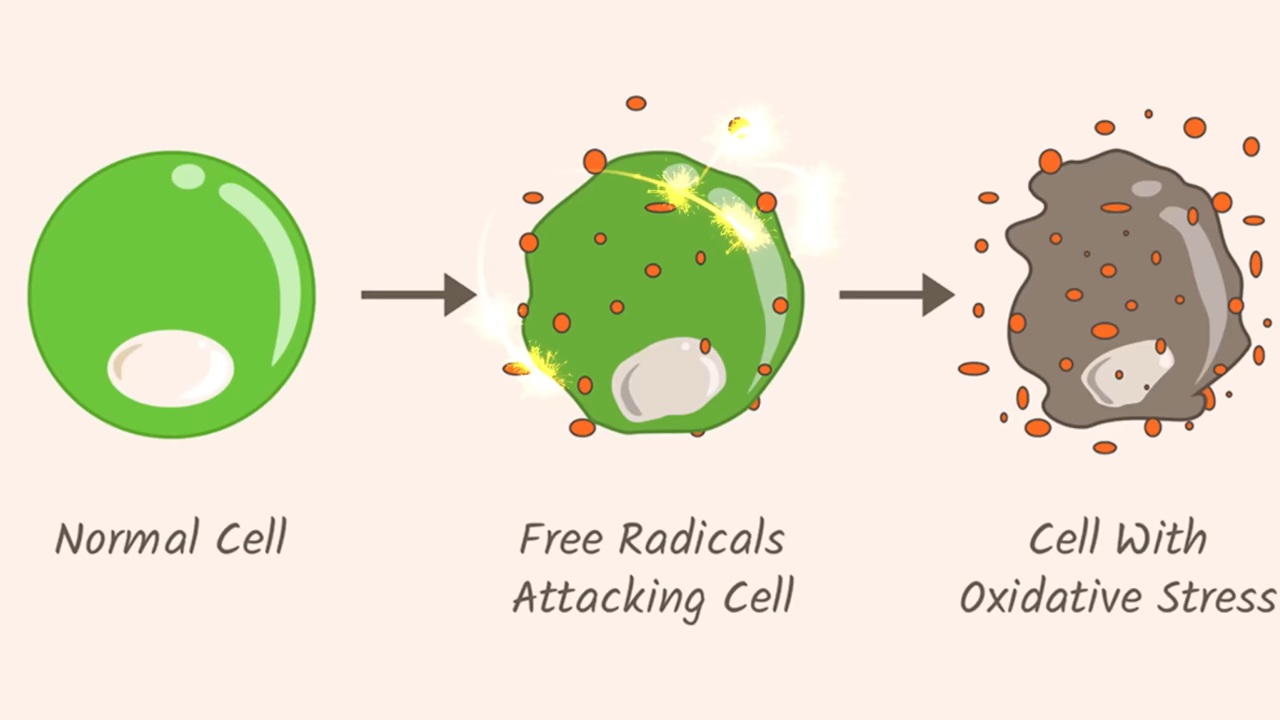 Normal Cell
Free Radicals
Attacking Cell
Cell With
Oxidative Stress